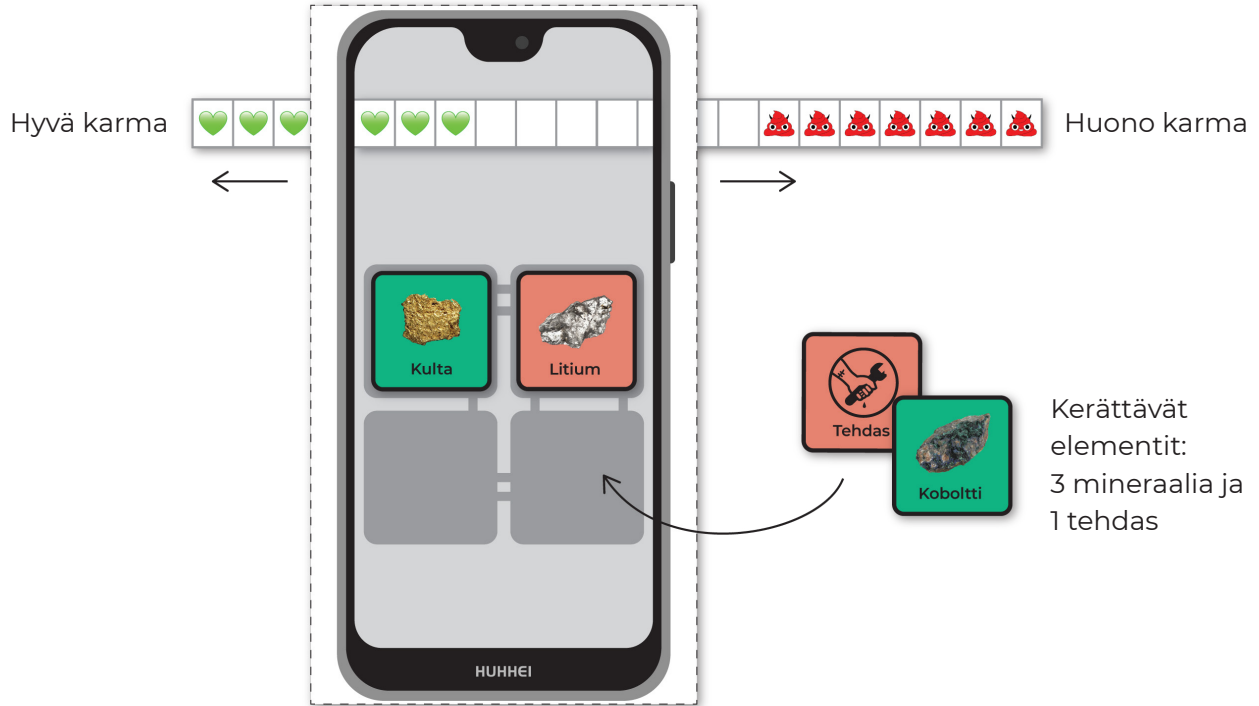 Hyvä karma
Huono karma
Kulta
Litium
Tehdas
Koboltti
Kerättävät
elementit:
3 mineraalia ja
1 tehdas
HUHHEI